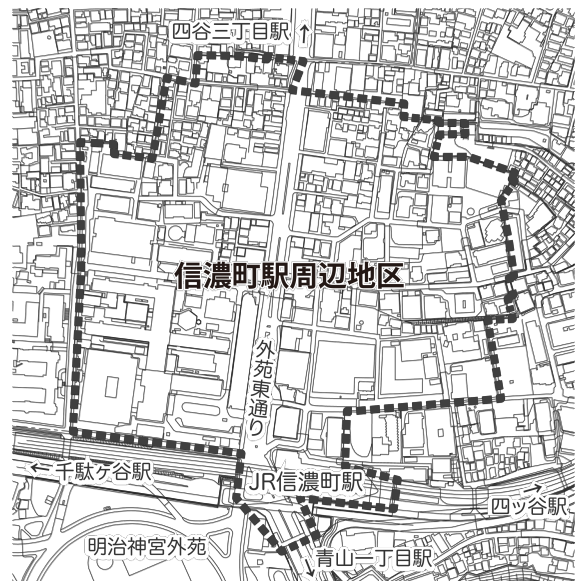 四谷三丁目駅↑
信濃町駅周辺地区
外苑東通り
←千駄ヶ谷駅
JR信濃町駅
→
四ツ谷駅
明治神宮外苑
青山一丁目駅
↓